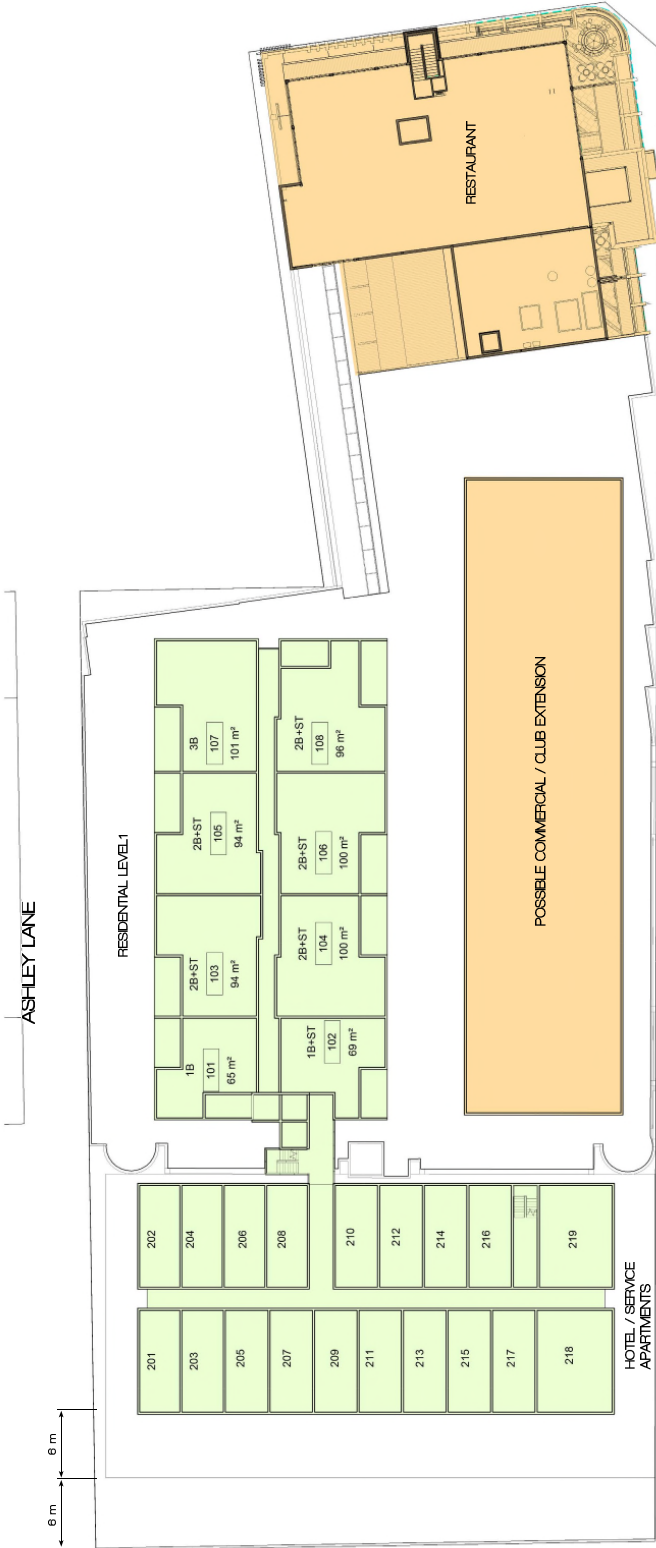 ASHLEY LANE
RESIDENTIAL LEVEL1
RESTAURANT
POSSIBLE COMMERCIAL / CLUB EXTENSION
1B
101
65 m²
2B+ST
103
94 m²
2B+ST
105
94 m²
3B
107
101 m²
1B+ST
102
69 m²
2B+ST
104
100 m²
2B+ST
106
100 m²
2B+ST
108
96 m²
202
204
206
208
210
212
214
216
219
201
203
205
207
209
211
213
215
217
218
HOTEL / SERVICE
APARTMENTS
6 m
6 m